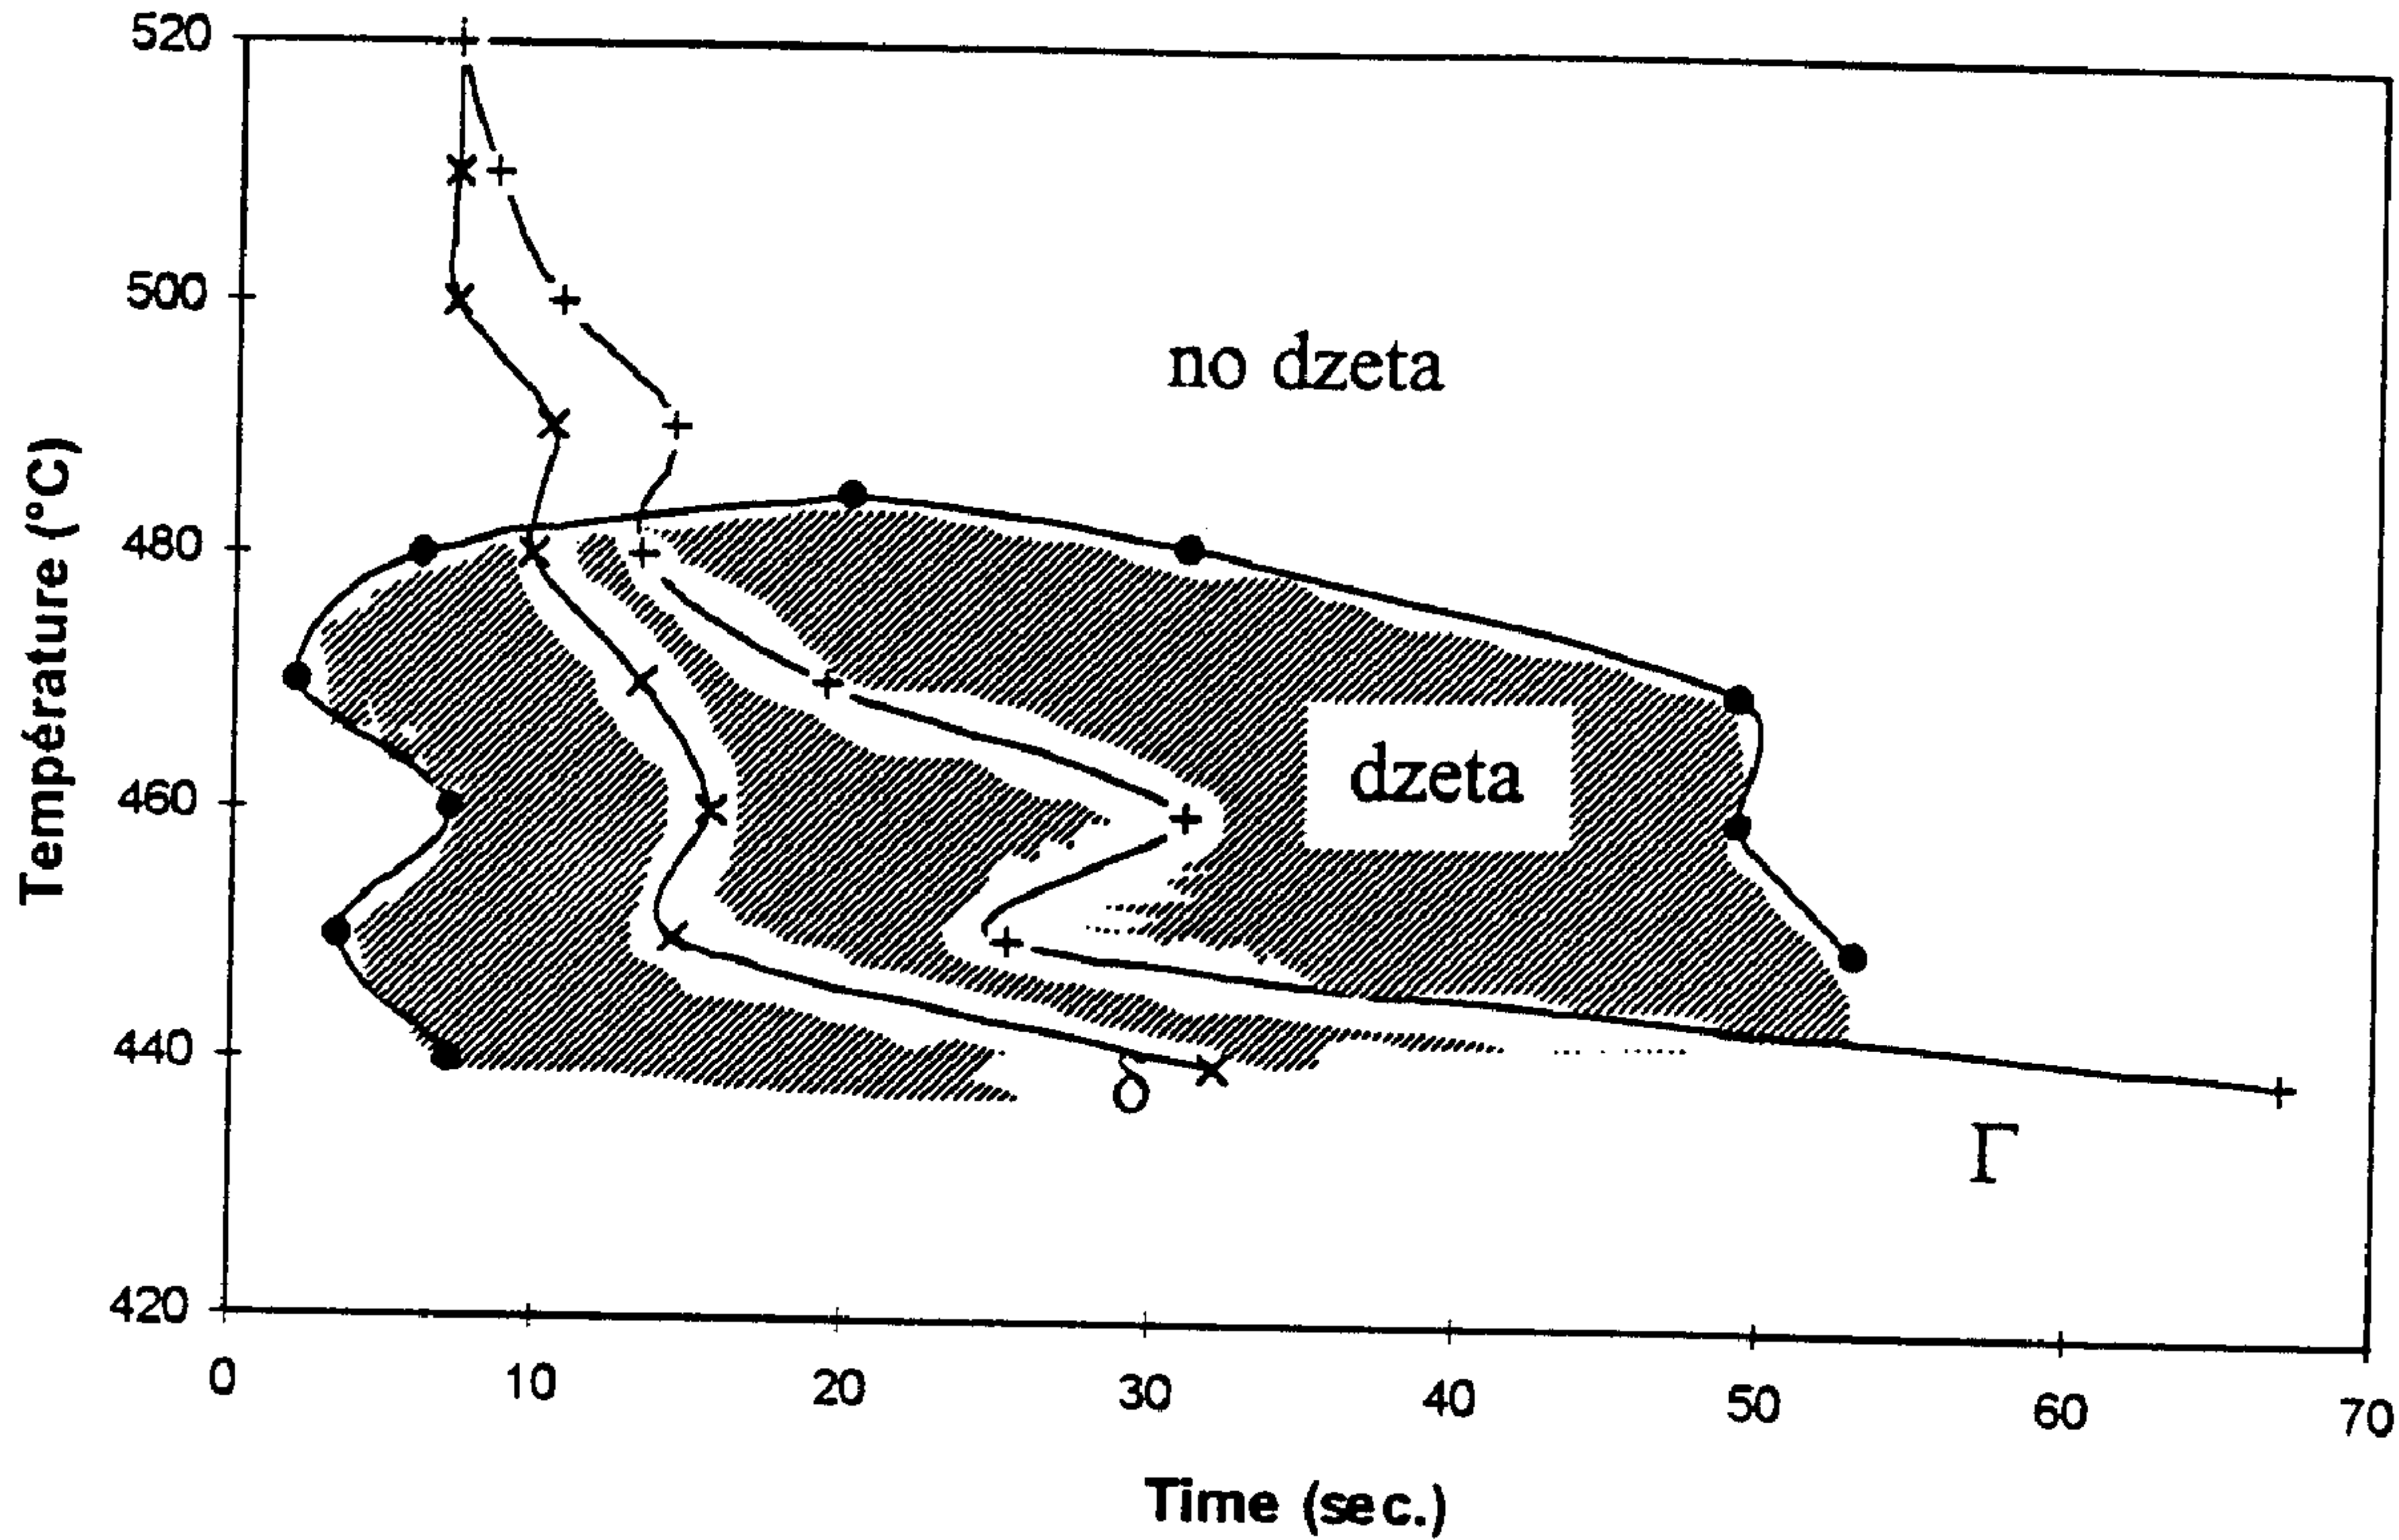 520
500
480
460
440
420
Température (°C)
no dzeta
dzeta
δ
Γ
0 10 20 30 40 50 60 70
Time (sec.)